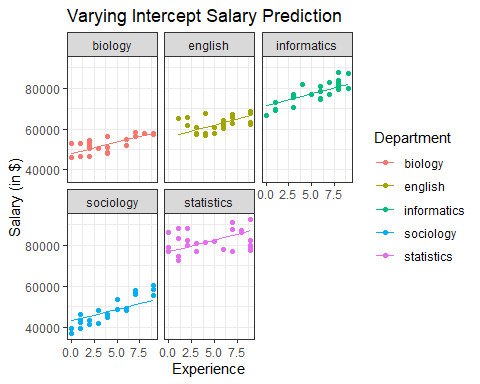 Varying Intercept Salary Prediction
biology english informatics
80000
60000
40000
sociology statistics
0.0 2.5 5.0 7.5
80000
60000
40000
0.0 2.5 5.0 7.5 0.0 2.5 5.0 7.5
Experience
Salary (in $)
Department
biology
english
informatics
sociology
statistics